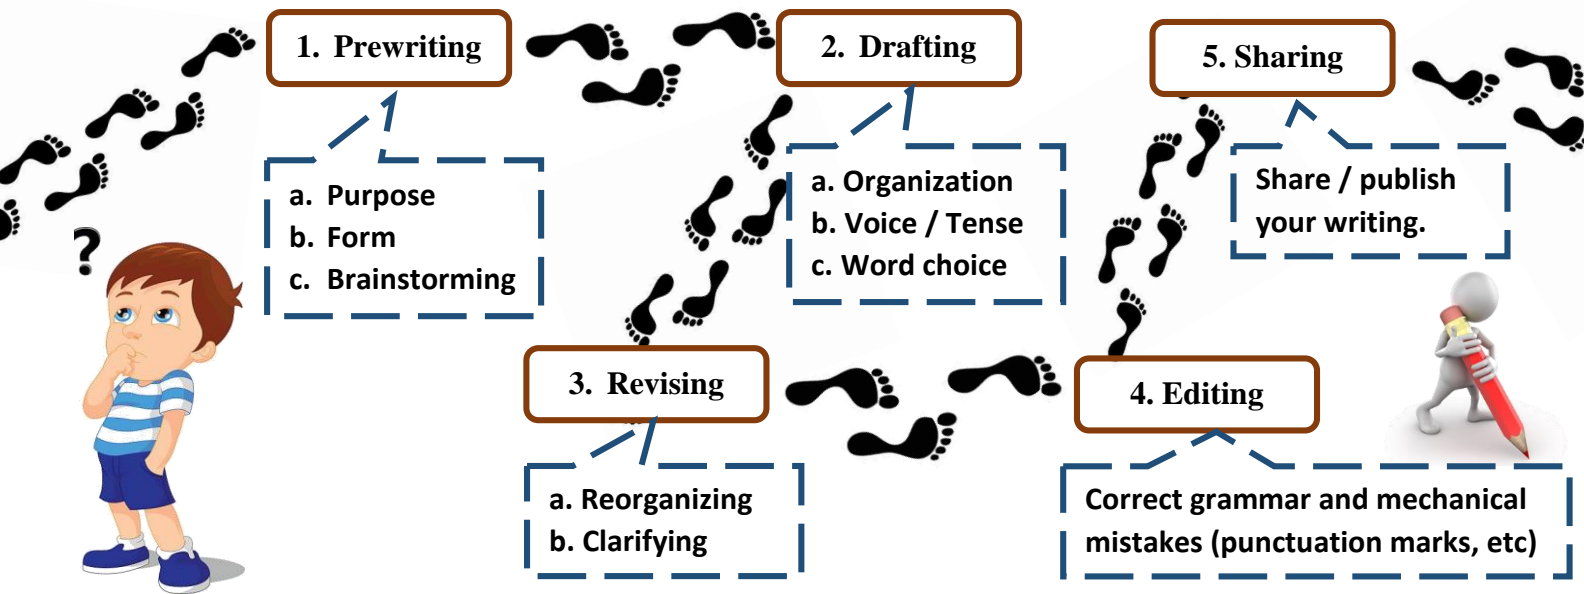 1. Prewriting
a. Purpose
b. Form
c. Brainstorming
2. Drafting
a. Organization
b. Voice / Tense
c. Word choice
3. Revising
a. Reorganizing
b. Clarifying
4. Editing
Correct grammar and mechanical
mistakes (punctuation marks, etc)
5. Sharing
Share / publish
your writing.
?